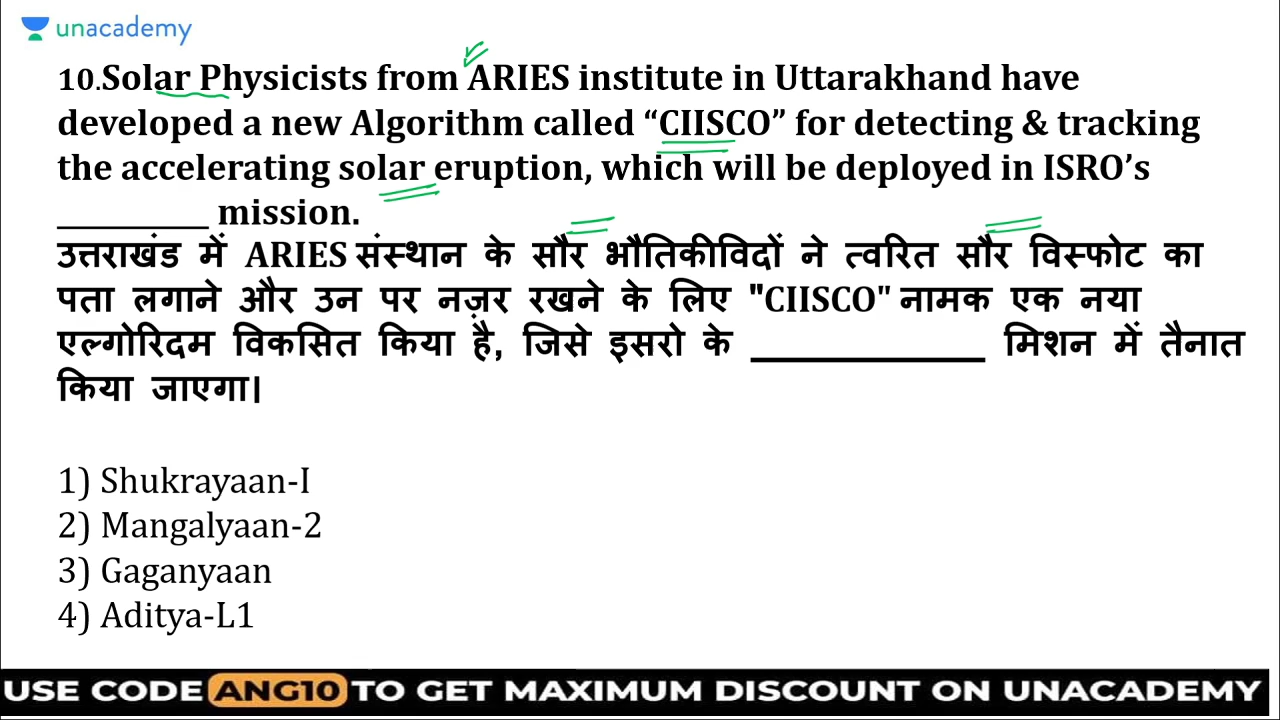 unacademy
10.Solar Physicists from ARIES institute in Uttarakhand have
developed a new Algorithm called “CIISCO” for detecting & tracking
the accelerating solar eruption, which will be deployed in ISRO’s
__________ mission.
उत्तराखंड में ARIES संस्थान के सौर भौतिकीविदों ने त्वरित सौर विस्फोट का
पता लगाने और उन पर नज़र रखने के लिए "CIISCO" नामक एक नया
एल्गोरिदम विकसित किया है, जिसे इसरो के _____________ मिशन में तैनात
किया जाएगा।
1) Shukrayaan-I
2) Mangalyaan-2
3) Gaganyaan
4) Aditya-L1
USE CODE ANG10 TO GET MAXIMUM DISCOUNT ON UNACADEMY